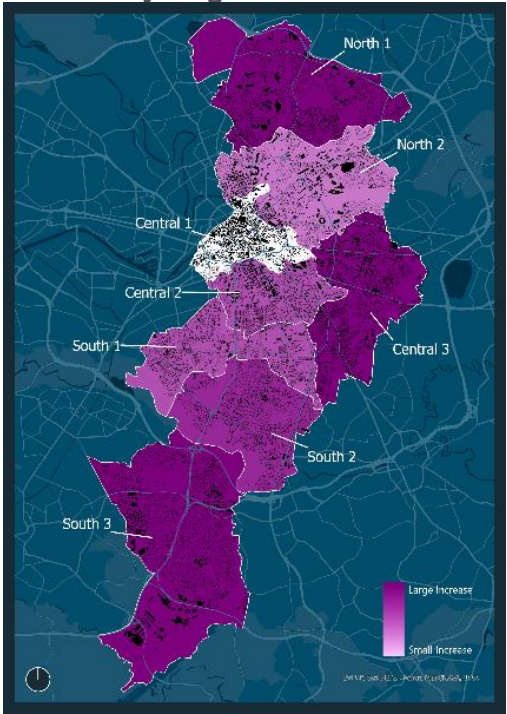 North 1
North 2
Central 1
Central 2
South 1
Central 3
South 2
South 3
Large Increase
Small Increase